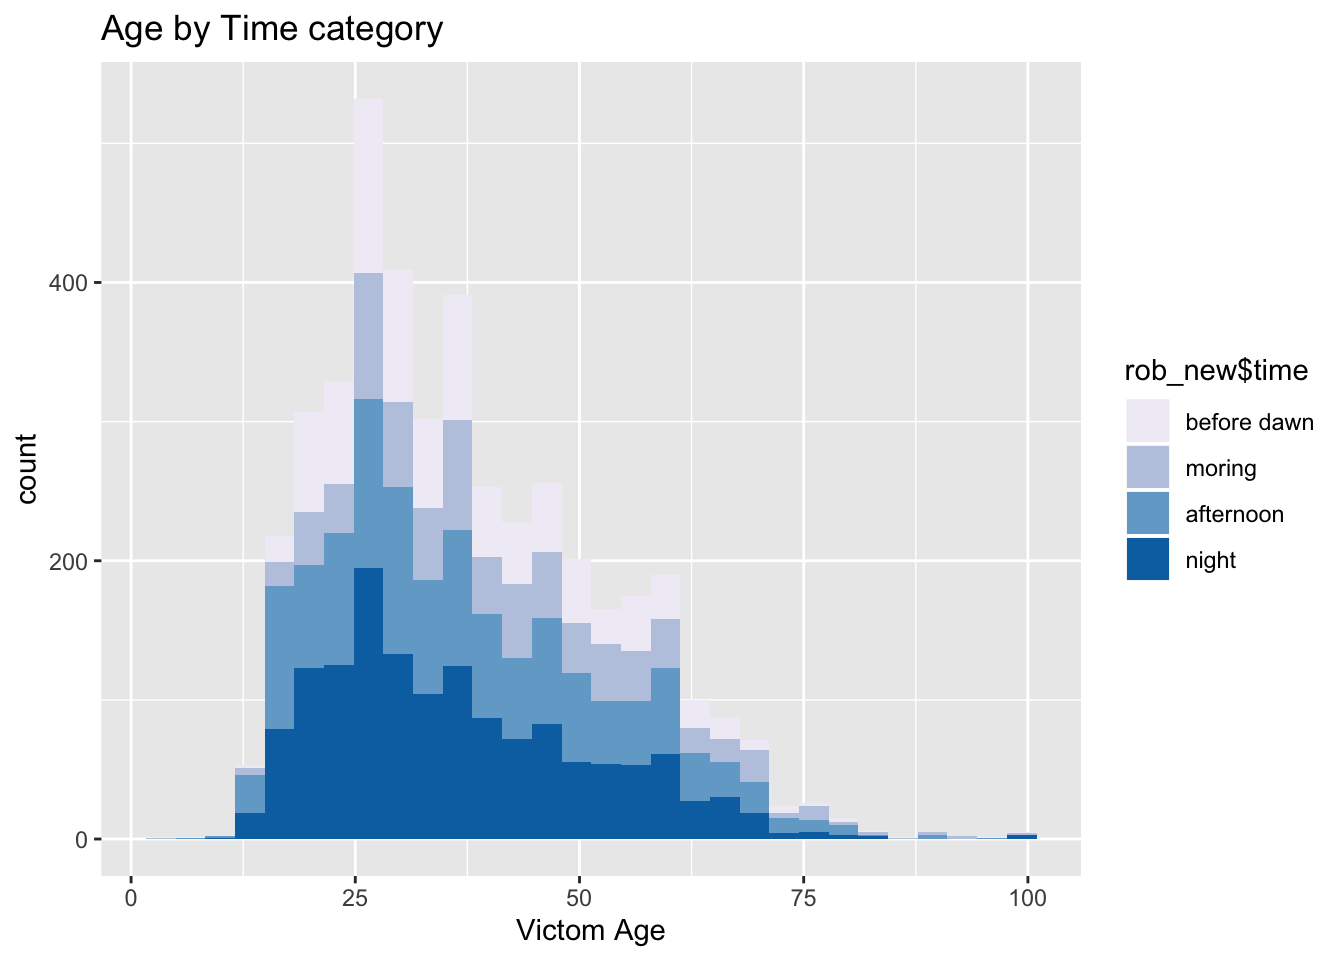 Age by Time category
400
200
0
count
0 25 50 75 100
Victom Age
rob_new$time
before dawn
moring
afternoon
night